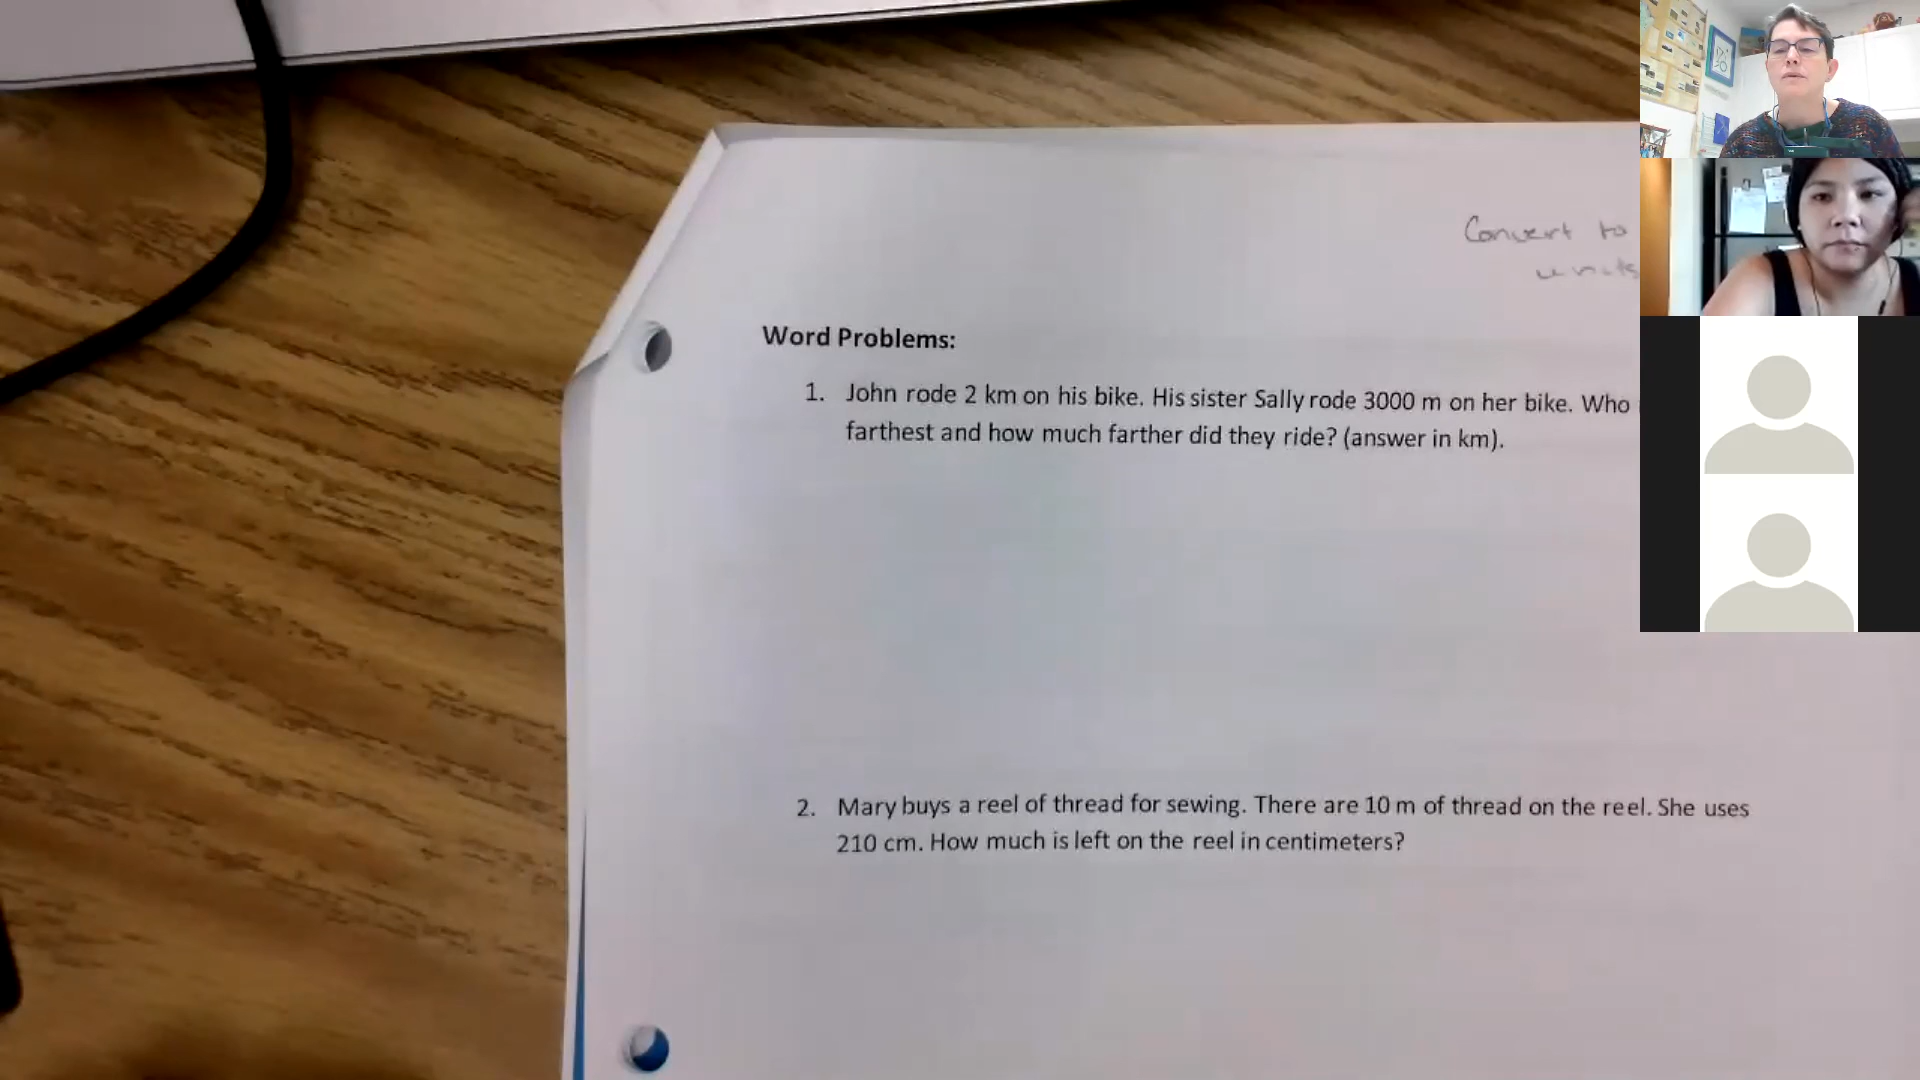 Convert to
units
Word Problems:
1. John rode 2 km on his bike. His sister Sally rode 3000 m on her bike. Who
farthest and how much farther did they ride? (answer in km).
2. Mary buys a reel of thread for sewing. There are 10 m of thread on the reel. She uses
210 cm. How much is left on the reel in centimeters?